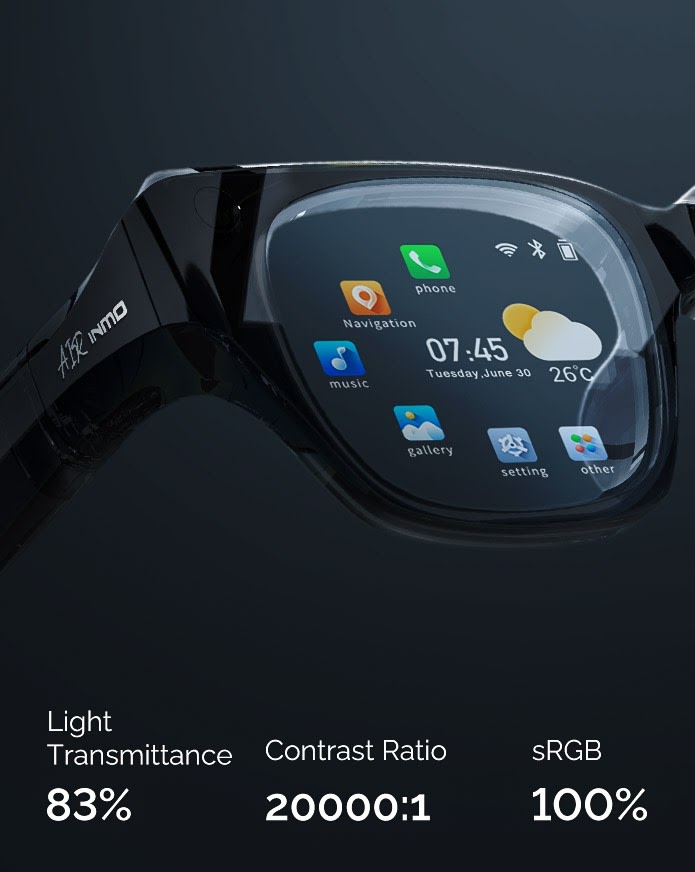 phone
Navigation
AIR INMO
07:45
music
Tuesday,June 30
26°C
gallery
setting
other
Light
Transmittance
Contrast Ratio
sRGB
83%
20000:1
100%